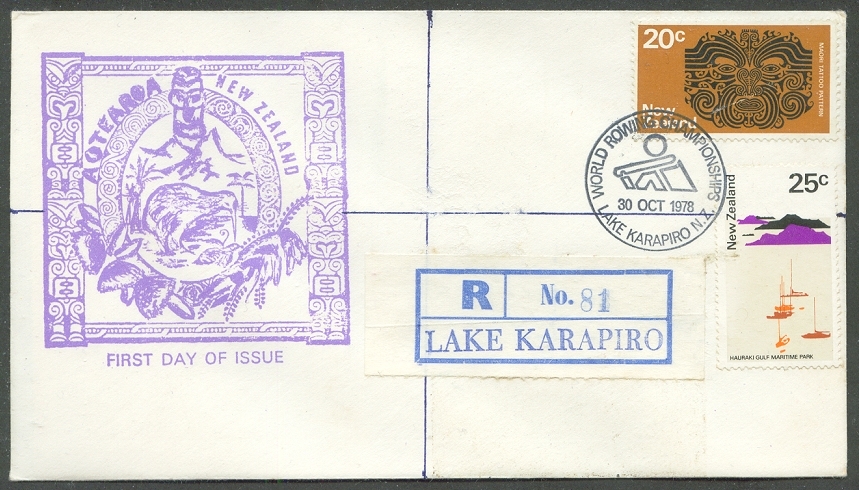 AOTEAROA NEW ZEALAND
FIRST DAY OF ISSUE
20c
New
Zealand
MAORI TATTOO PATTERN
WORLD ROWING CHAMPIONSHIPS
30 OCT 1978
LAKE KARAPIRO N.Z.
25c
New Zealand
HAURAKI GULF MARITIME PARK
R No. 81
LAKE KARAPIRO